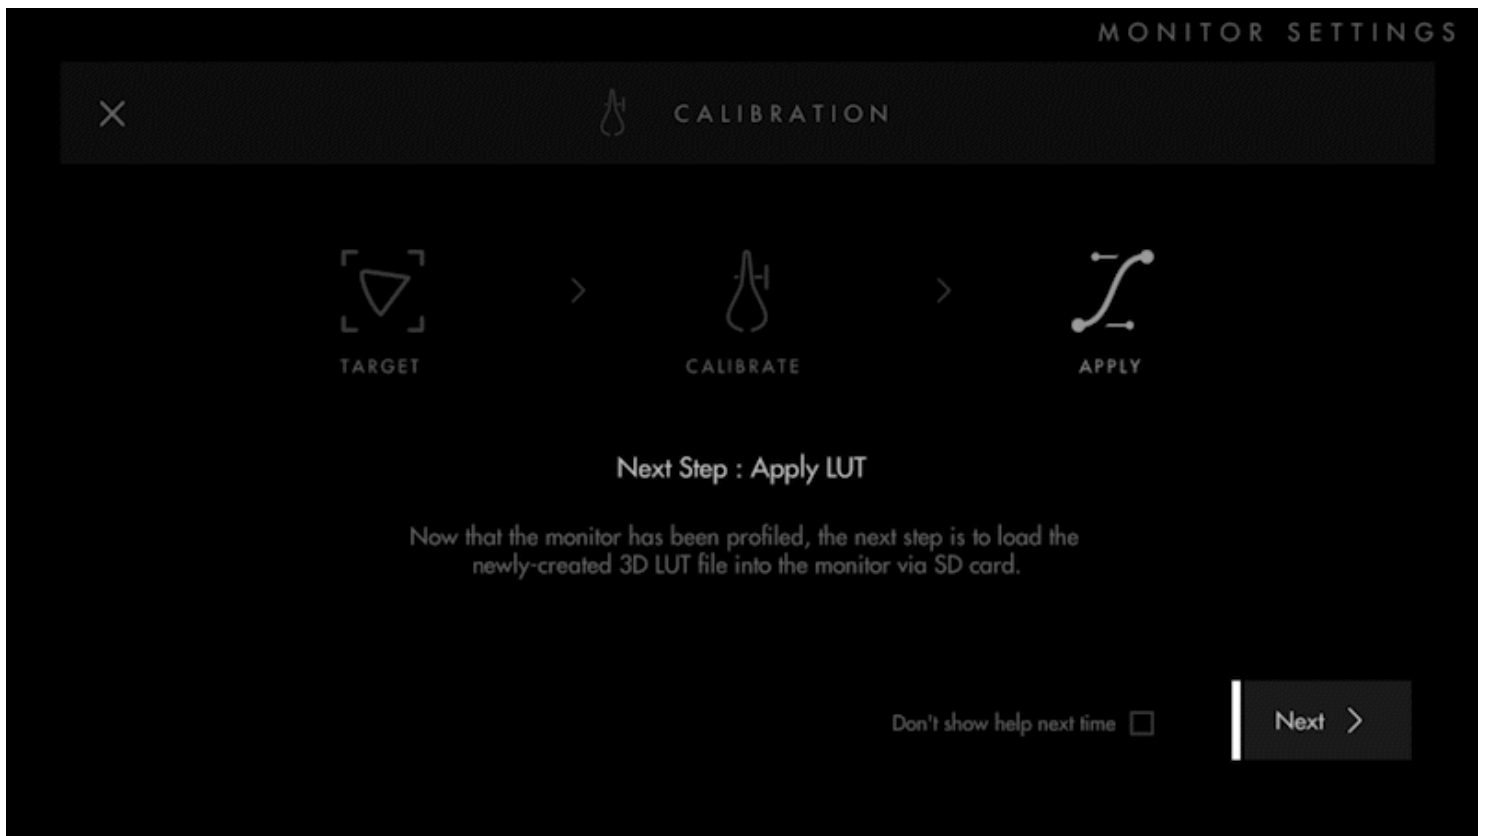 MONITOR SETTINGS
CALIBRATION
TARGET
CALIBRATE
APPLY
Next Step : Apply LUT
Now that the monitor has been profiled, the next step is to load the
newly-created 3D LUT file into the monitor via SD card.
Don't show help next time
Next